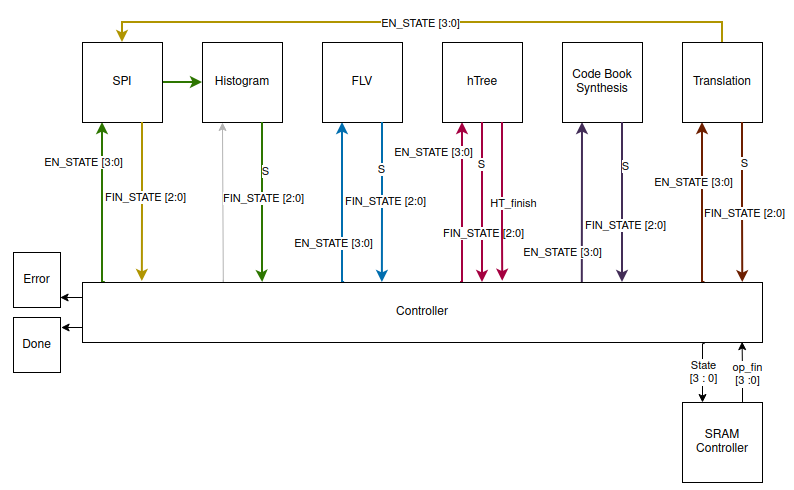 EN_STATE [3:0]
SPI
Histogram
FLV
hTree
Code Book
Synthesis
Translation
EN_STATE [3:0]
FIN_STATE [2:0]
S
FIN_STATE [2:0]
EN_STATE [3:0]
S
FIN_STATE [2:0]
EN_STATE [3:0]
S
HT_finish
FIN_STATE [2:0]
EN_STATE [3:0]
S
FIN_STATE [2:0]
EN_STATE [3:0]
S
FIN_STATE [2:0]
Error
Done
Controller
State
[3 : 0]
op_fin
[3 :0]
SRAM
Controller